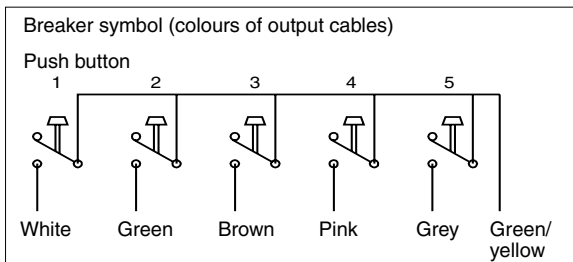 Breaker symbol (colours of output cables)
Push button
1 2 3 4 5
White Green Brown Pink Grey Green/
yellow